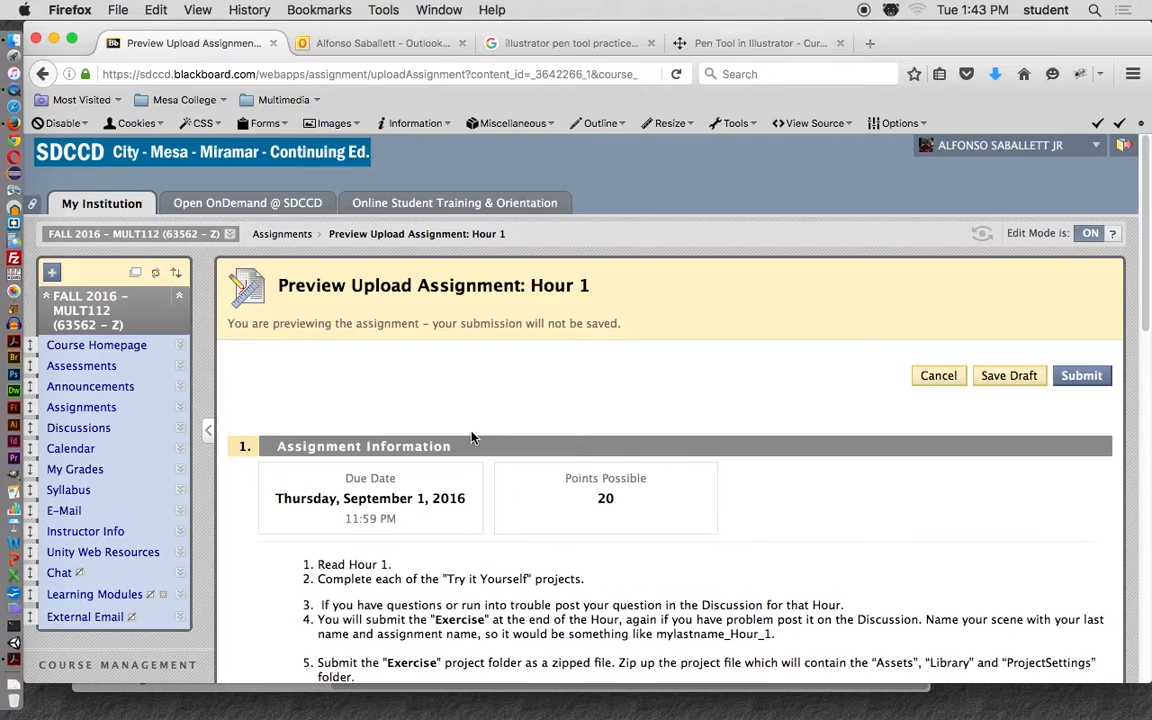 Firefox File Edit View History Bookmarks Tools Window Help Tue 1:43 PM student
Preview Upload Assignmen... Alfonso Saballett - Outlook... illustrator pen tool practice... Pen Tool in Illustrator - Cur...
https://sdccd.blackboard.com/webapps/assignment/uploadAssignment?content_id=_3642266_1&course_ Search
Most Visited Mesa College Multimedia
Disable Cookies CSS Forms Images Information Miscellaneous Outline Resize Tools View Source Options
SDCCD City - Mesa - Miramar - Continuing Ed.
ALFONSO SABALLETT JR
My Institution Open OnDemand @ SDCCD Online Student Training & Orientation
FALL 2016 - MULT112 (63562 - Z) Assignments Preview Upload Assignment: Hour 1 Edit Mode is: ON ?
FALL 2016 -
MULT112
(63562 - Z)
Course Homepage
Assessments
Announcements
Assignments
Discussions
Calendar
My Grades
Syllabus
E-Mail
Instructor Info
Unity Web Resources
Chat
Learning Modules
External Email
COURSE MANAGEMENT
Preview Upload Assignment: Hour 1
You are previewing the assignment - your submission will not be saved.
Cancel Save Draft Submit
1. Assignment Information
Due Date
Thursday, September 1, 2016
11:59 PM
Points Possible
20
1. Read Hour 1.
2. Complete each of the "Try it Yourself" projects.
3. If you have questions or run into trouble post your question in the Discussion for that Hour.
4. You will submit the "Exercise" at the end of the Hour, again if you have problem post it on the Discussion. Name your scene with your last
name and assignment name, so it would be something like mylastname_Hour_1.
5. Submit the "Exercise" project folder as a zipped file. Zip up the project file which will contain the “Assets”, “Library” and “ProjectSettings”
folder.